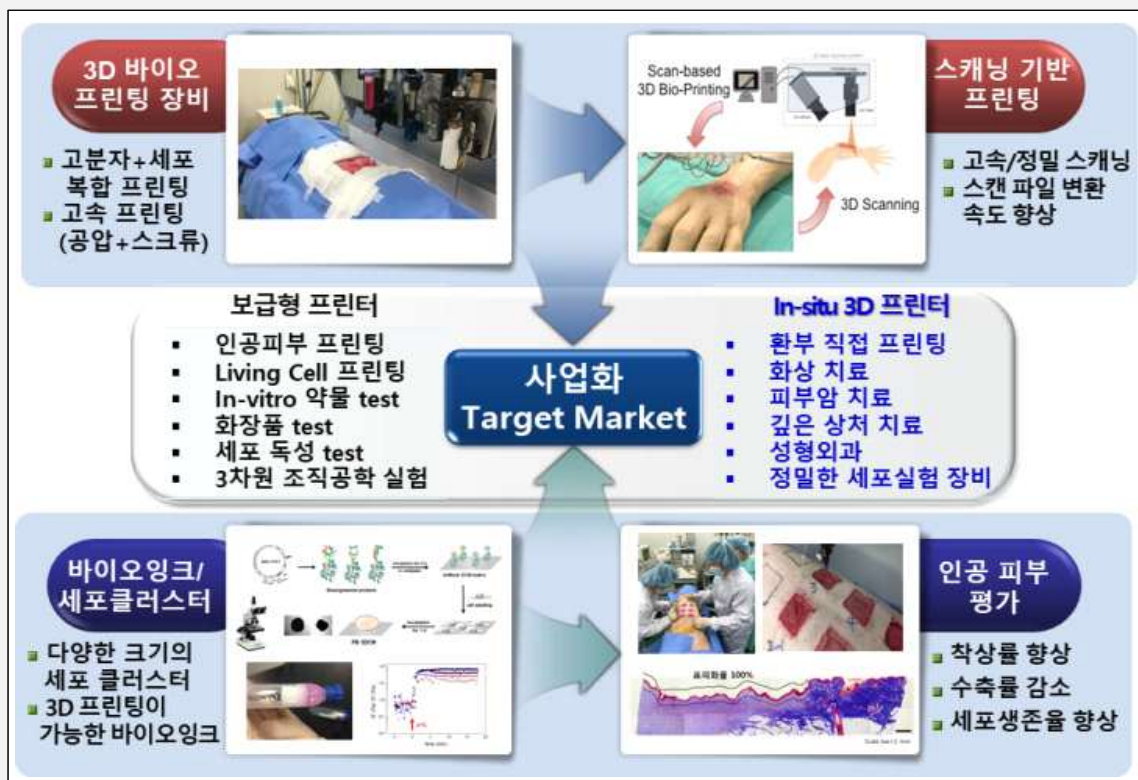 3D 바이오
프린팅 장비
고분자+세포
복합 프린팅
고속 프린팅
(공압+스크류)
Scan-based
3D Bio-Printing
3D Scanning
스캐닝 기반
프린팅
고속/정밀 스캐닝
스캔 파일 변환
속도 향상
보급형 프린터
인공피부 프린팅
Living Cell 프린팅
In-vitro 약물 test
화장품 test
세포 독성 test
3차원 조직공학 실험
사업화
Target Market
In-situ 3D 프린터
환부 직접 프린팅
화상 치료
피부암 치료
깊은 상처 치료
성형외과
정밀한 세포실험 장비
바이오잉크/
세포클러스터
다양한 크기의
세포 클러스터
3D 프린팅이
가능한 바이오잉크
표피화율 100%
인공 피부
평가
착상률 향상
수축률 감소
세포생존율 향상